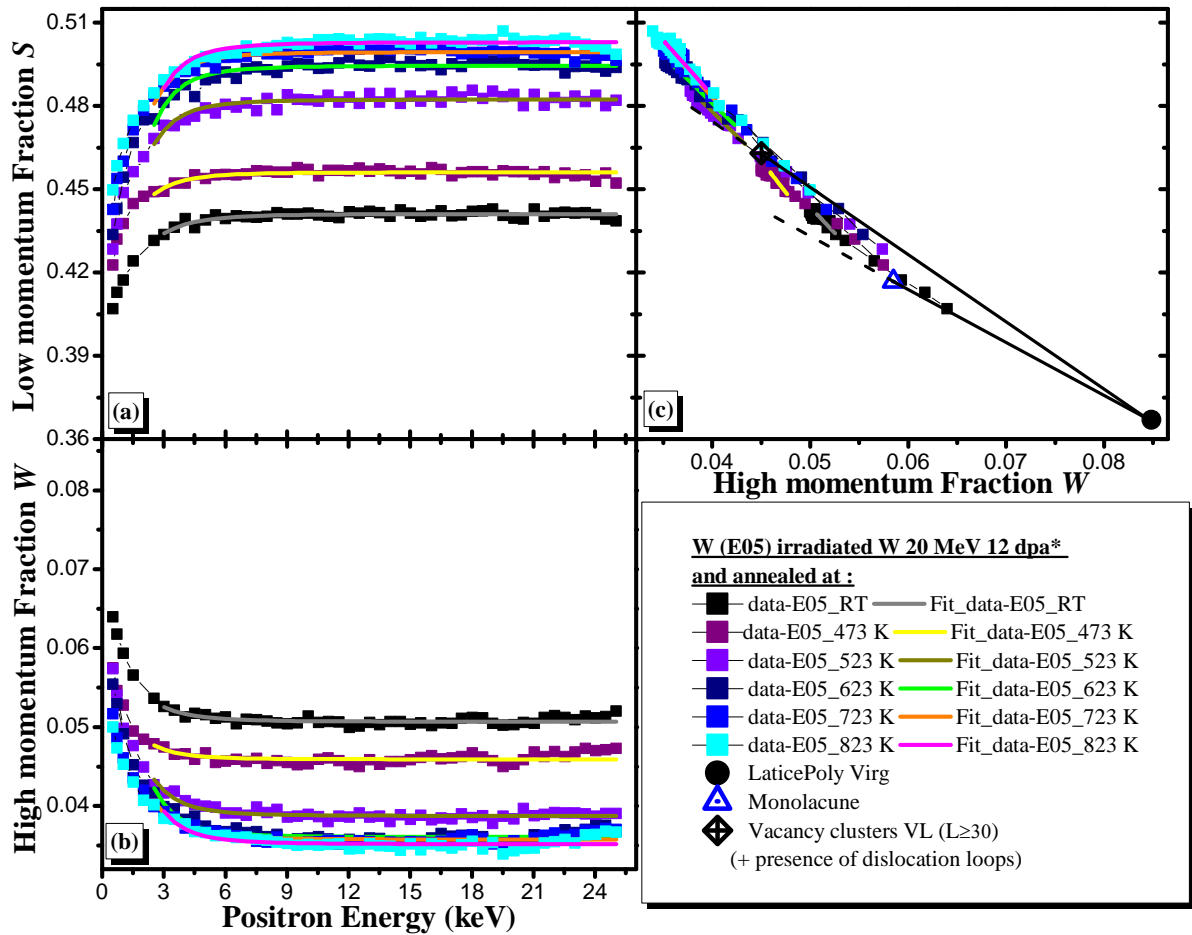 0.51
0.48
0.45
0.42
0.39
0.36
Low momentum Fraction S
(a)
0.08
0.07
0.06
0.05
0.04
High momentum Fraction W
(b)
0 3 6 9 12 15 18 21 24
Positron Energy (keV)
(c)
0.04 0.05 0.06 0.07 0.08
High momentum Fraction W
W (E05) irradiated W 20 MeV 12 dpa*
and annealed at :
data-E05_RT Fit_data-E05_RT
data-E05_473 K Fit_data-E05_473 K
data-E05_523 K Fit_data-E05_523 K
data-E05_623 K Fit_data-E05_623 K
data-E05_723 K Fit_data-E05_723 K
data-E05_823 K Fit_data-E05_823 K
LaticePoly Virg
Monolacune
Vacancy clusters VL (L≥30)
(+ presence of dislocation loops)